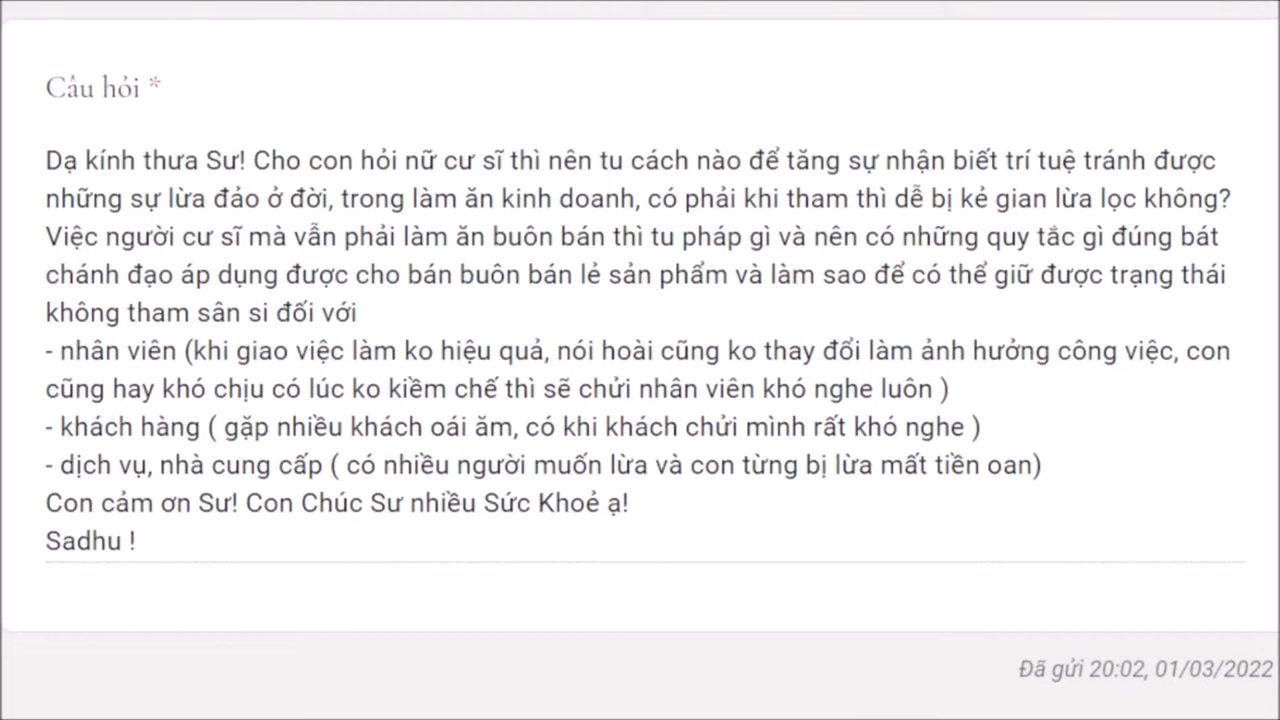 Câu hỏi *
Dạ kính thưa Sư! Cho con hỏi nữ cư sĩ thì nên tu cách nào để tăng sự nhận biết trí tuệ tránh được
những sự lừa đảo ở đời, trong làm ăn kinh doanh, có phải khi tham thì dễ bị kẻ gian lừa lọc không?
Việc người cư sĩ mà vẫn phải làm ăn buôn bán thì tu pháp gì và nên có những quy tắc gì đúng bát
chánh đạo áp dụng được cho bán buôn bán lẻ sản phẩm và làm sao để có thể giữ được trạng thái
không tham sân si đối với
- nhân viên (khi giao việc làm ko hiệu quả, nói hoài cũng ko thay đổi làm ảnh hưởng công việc, con
cũng hay khó chịu có lúc ko kiềm chế thì sẽ chửi nhân viên khó nghe luôn )
- khách hàng ( gặp nhiều khách oái ăm, có khi khách chửi mình rất khó nghe )
- dịch vụ, nhà cung cấp ( có nhiều người muốn lừa và con từng bị lừa mất tiền oan)
Con cảm ơn Sư! Con Chúc Sư nhiều Sức Khoẻ ạ!
Sadhu !
Đã gửi 20:02, 01/03/2022